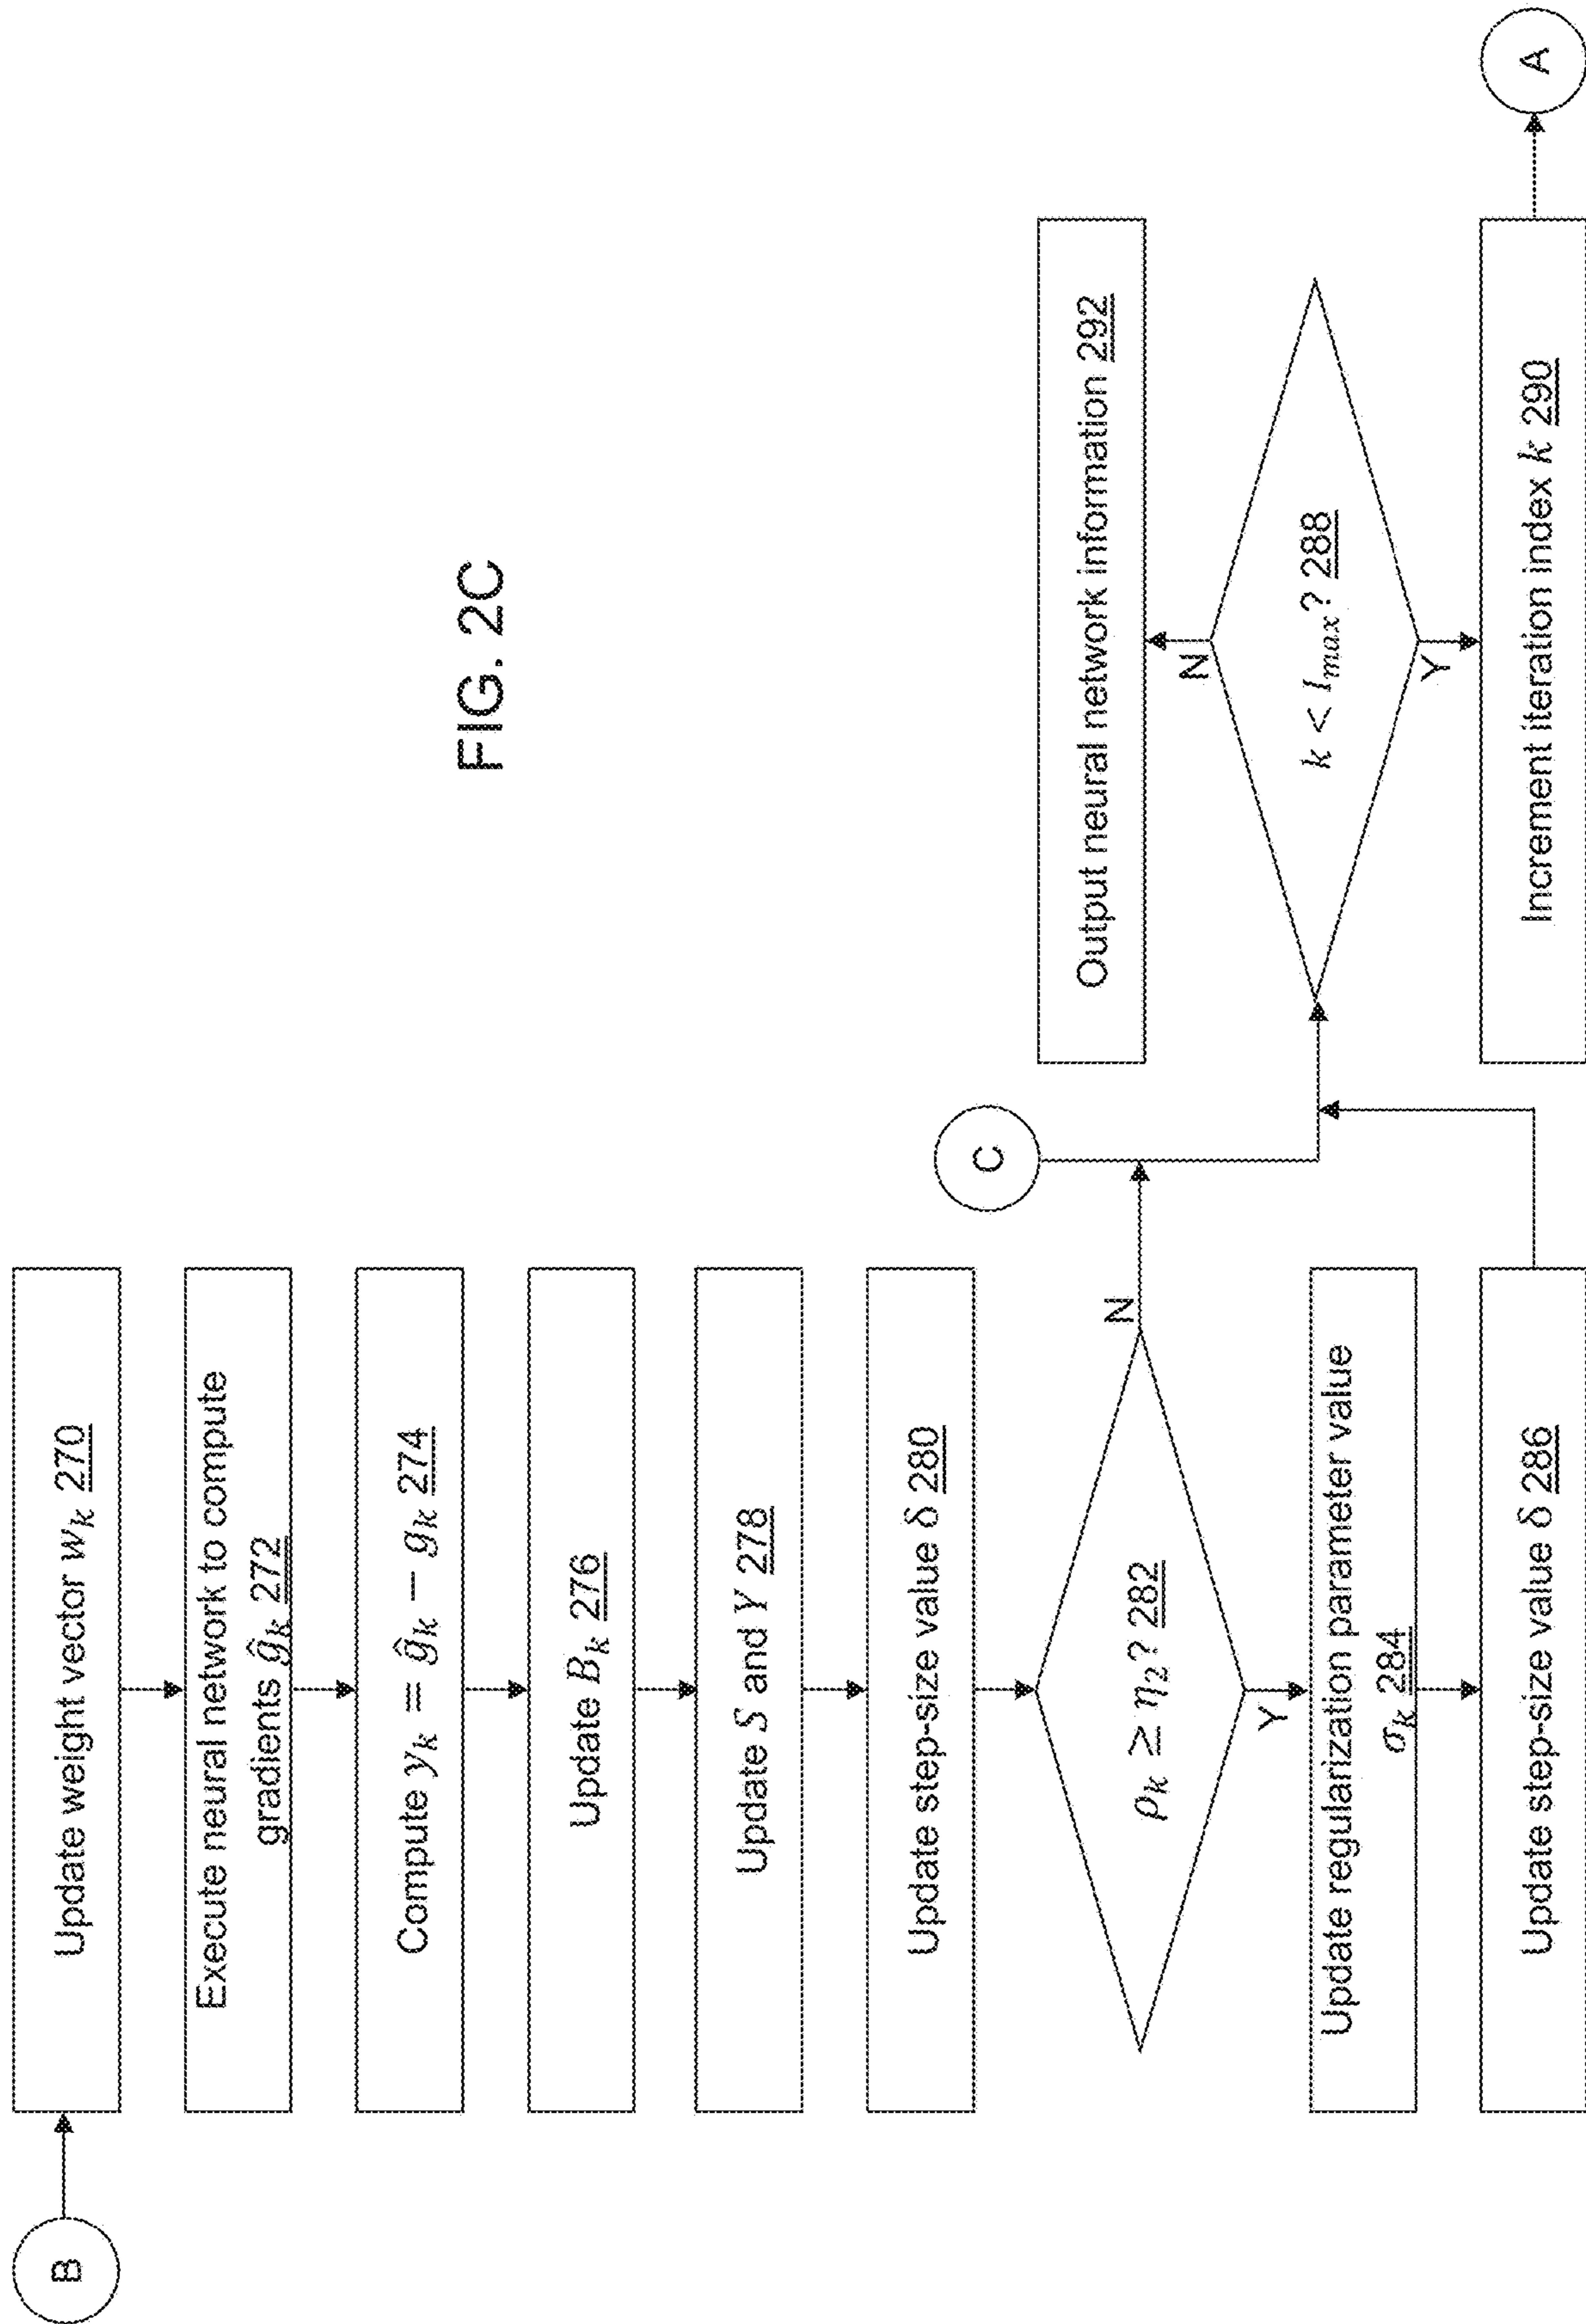 B
Update weight vector w_k 270
Execute neural network to compute
gradients ĝ_k 272
Compute y_k = ĝ_k − g_k 274
Update B_k 276
Update S and Y 278
Update step-size value δ 280
ρ_k ≥ η_2? 282
N
Y
Update regularization parameter value
σ_k 284
Update step-size value δ 286
C
Output neural network information 292
N
k < I_max? 288
Y
Increment iteration index k 290
A
FIG. 2C